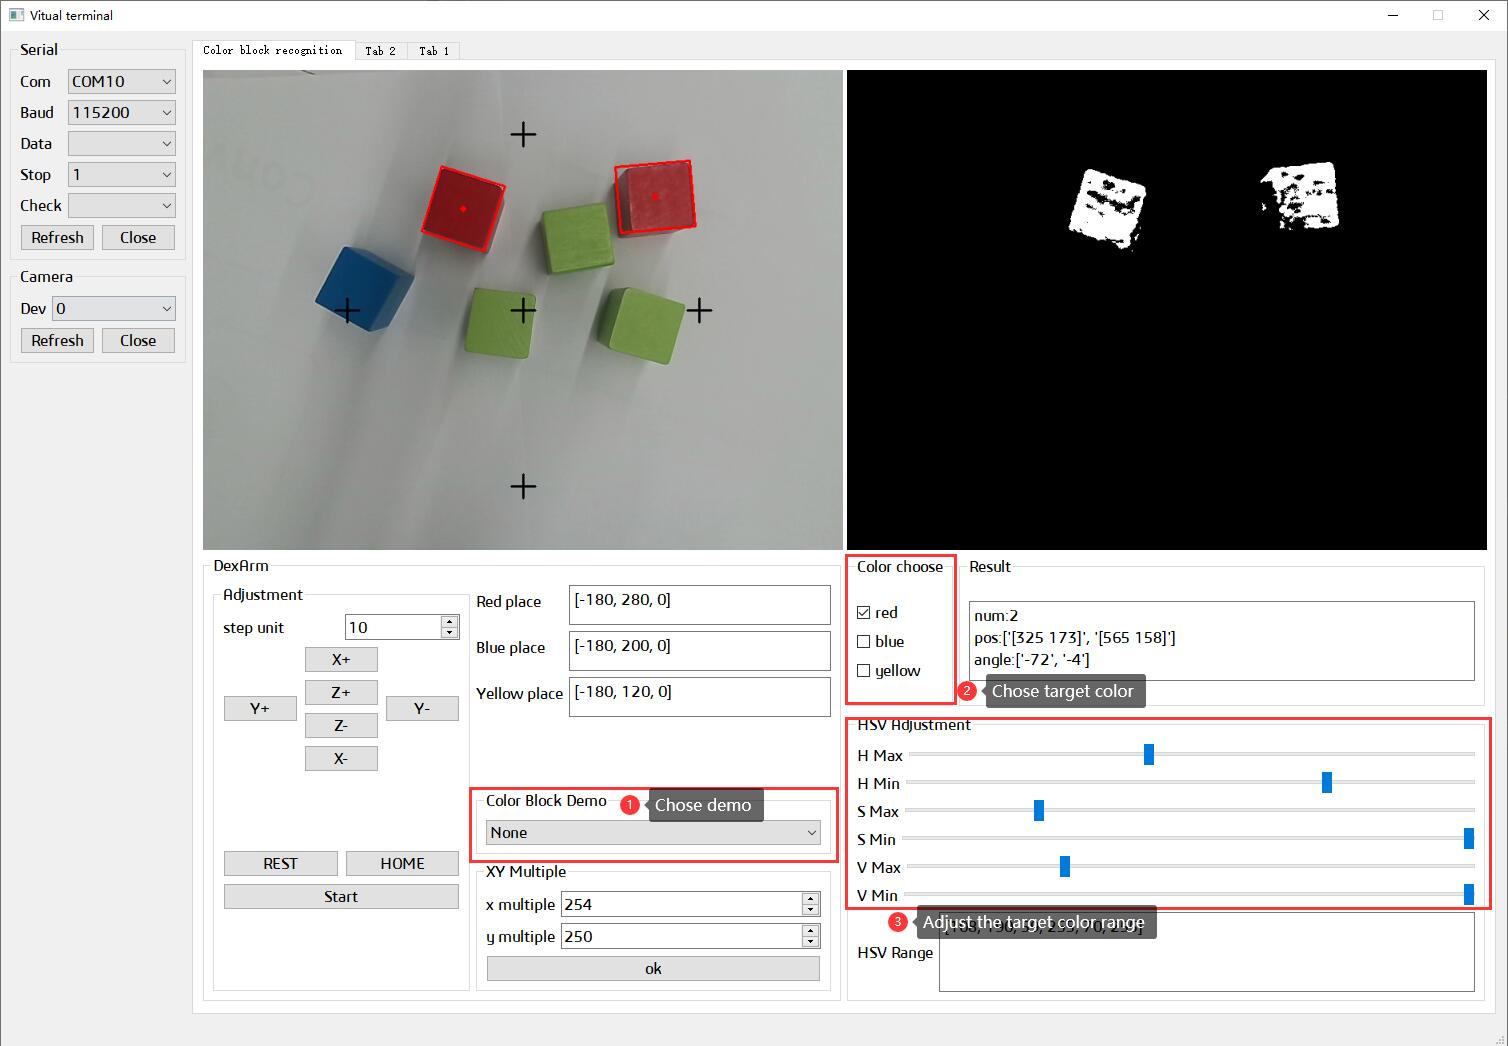 Vitual terminal
Serial
Com COM10
Baud 115200
Data
Stop 1
Check
Refresh Close
Camera
Dev 0
Refresh Close
Color block recognition Tab 2 Tab 1
DexArm
Adjustment
step unit 10
X+
Z+
Y+ Y-
Z-
X-
REST HOME
Start
Red place [-180, 280, 0]
Blue place [-180, 200, 0]
Yellow place [-180, 120, 0]
Color Block Demo 1 Chose demo
None
XY Multiple
x multiple 254
y multiple 250
ok
Color choose
red
blue
yellow
2 Chose target color
Result
num:2
pos:['[325 173]', '[565 158]']
angle:['-72', '-4']
HSV Adjustment
H Max
H Min
S Max
S Min
V Max
V Min
3 Adjust the target color range
HSV Range